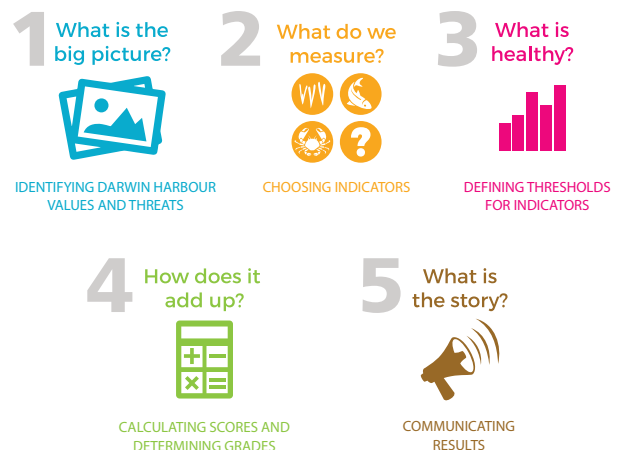 1
What is the
big picture?
IDENTIFYING DARWIN HARBOUR
VALUES AND THREATS
2
What do we
measure?
?
CHOOSING INDICATORS
3
What is
healthy?
DEFINING THRESHOLDS
FOR INDICATORS
4
How does it
add up?
+ −
× =
CALCULATING SCORES AND
DETERMINING GRADES
5
What is
the story?
COMMUNICATING
RESULTS